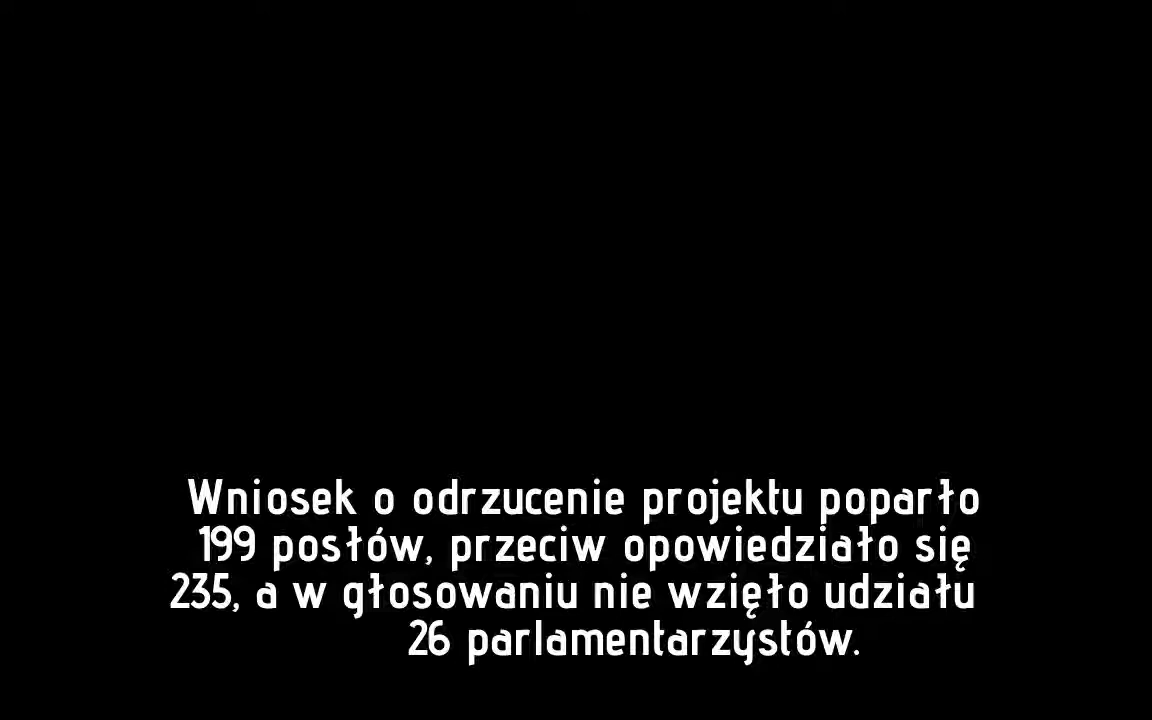 Wniosek o odrzucenie projektu poparło
199 posłów, przeciw opowiedziało się
235, a w głosowaniu nie wzięło udziału
26 parlamentarzystów.